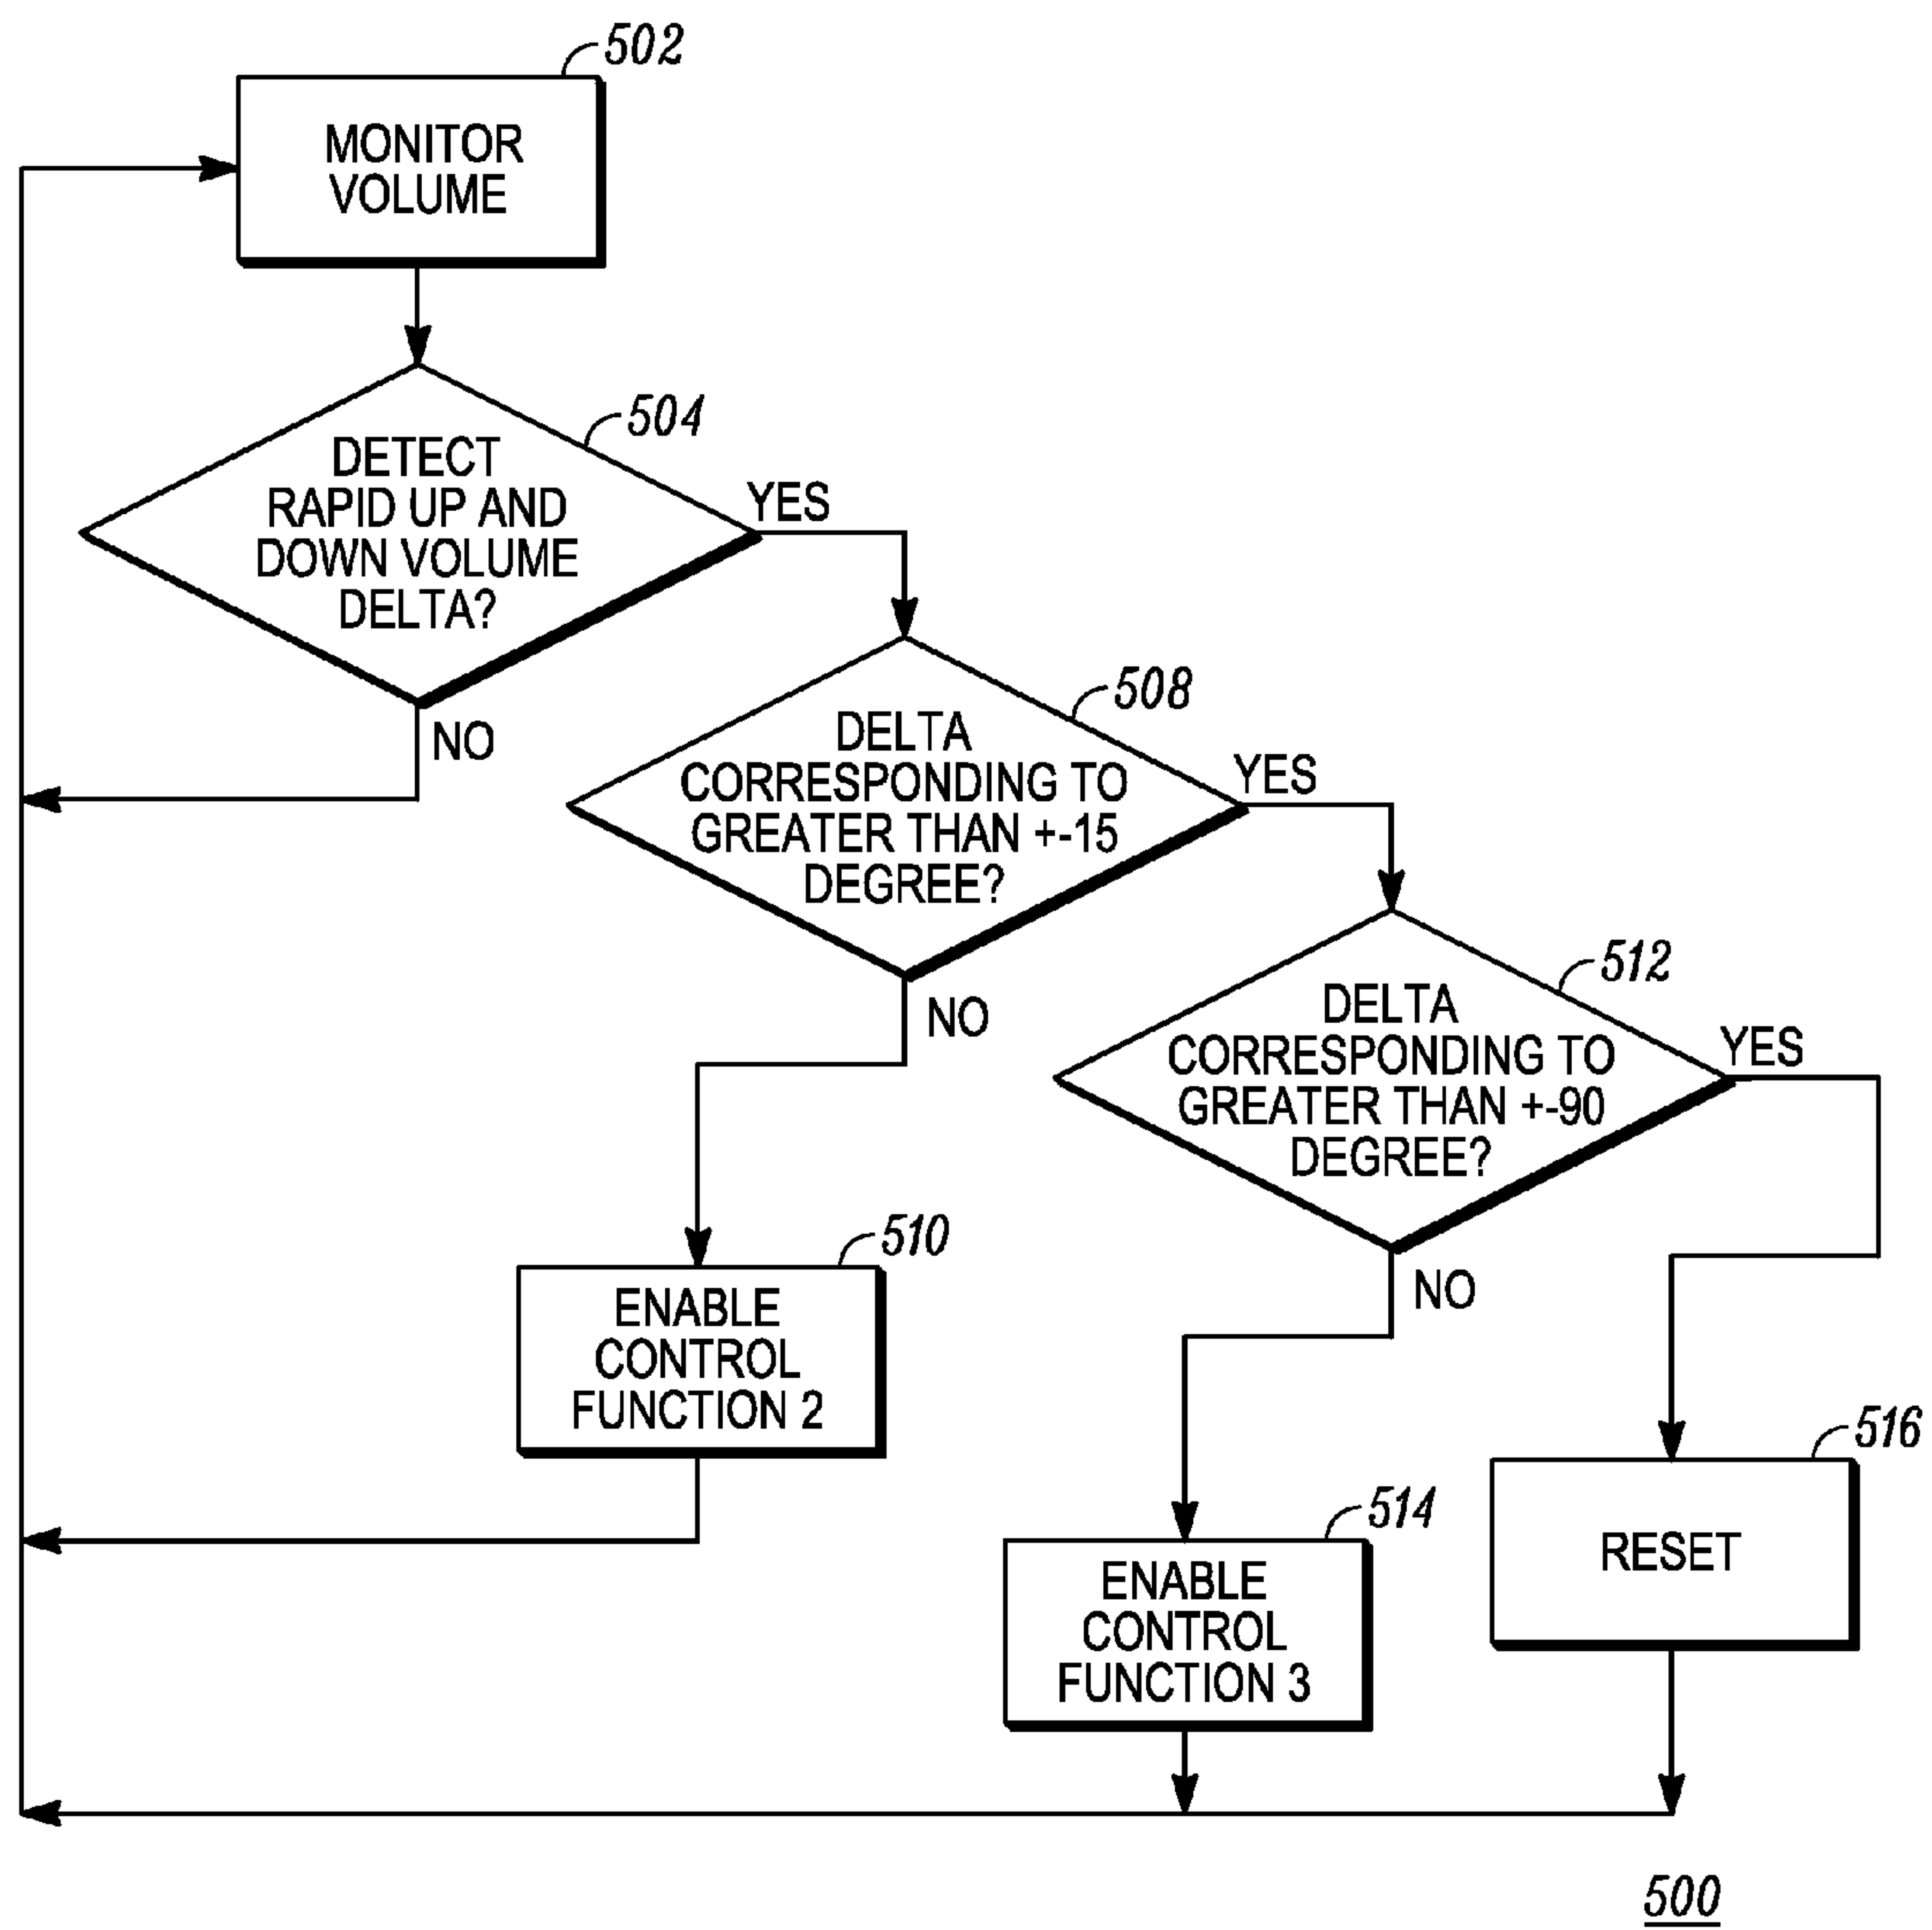 502
MONITOR
VOLUME
504
DETECT
RAPID UP AND
DOWN VOLUME
DELTA?
YES
NO
508
DELTA
CORRESPONDING TO
GREATER THAN +-15
DEGREE?
YES
NO
512
DELTA
CORRESPONDING TO
GREATER THAN +-90
DEGREE?
YES
NO
510
ENABLE
CONTROL
FUNCTION 2
514
ENABLE
CONTROL
FUNCTION 3
516
RESET
500